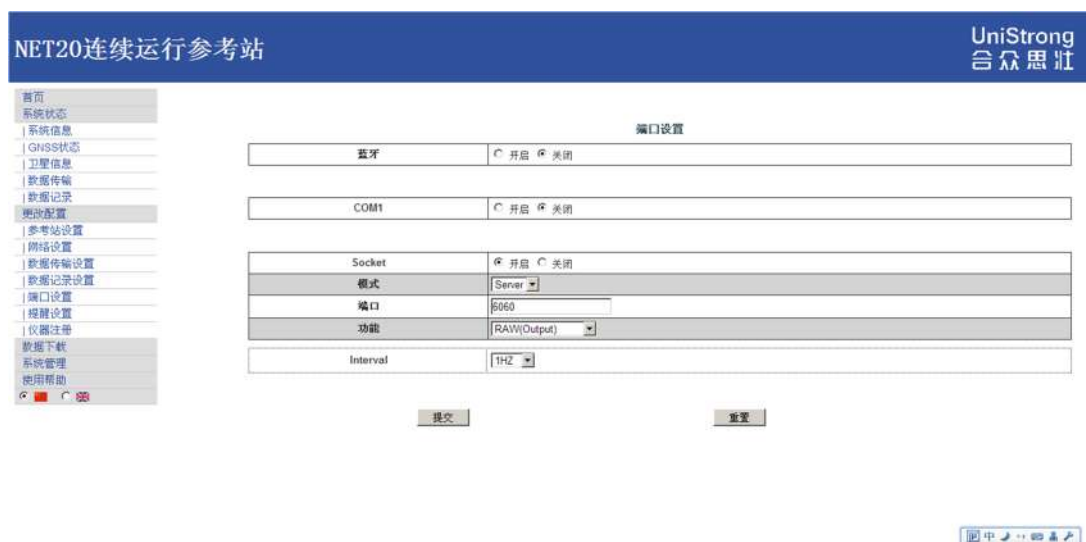 NET20连续运行参考站
UniStrong
合众思壮
首页
系统状态
|系统信息
|GNSS状态
|卫星信息
|数据传输
|数据记录
更改配置
|参考站设置
|网络设置
|数据传输设置
|数据记录设置
|端口设置
|提醒设置
|仪器注册
数据下载
系统管理
使用帮助
端口设置
蓝牙 开启 关闭
COM1 开启 关闭
Socket 开启 关闭
模式 Server
端口 6060
功能 RAW(Output)
Interval 1HZ
提交 重置
中